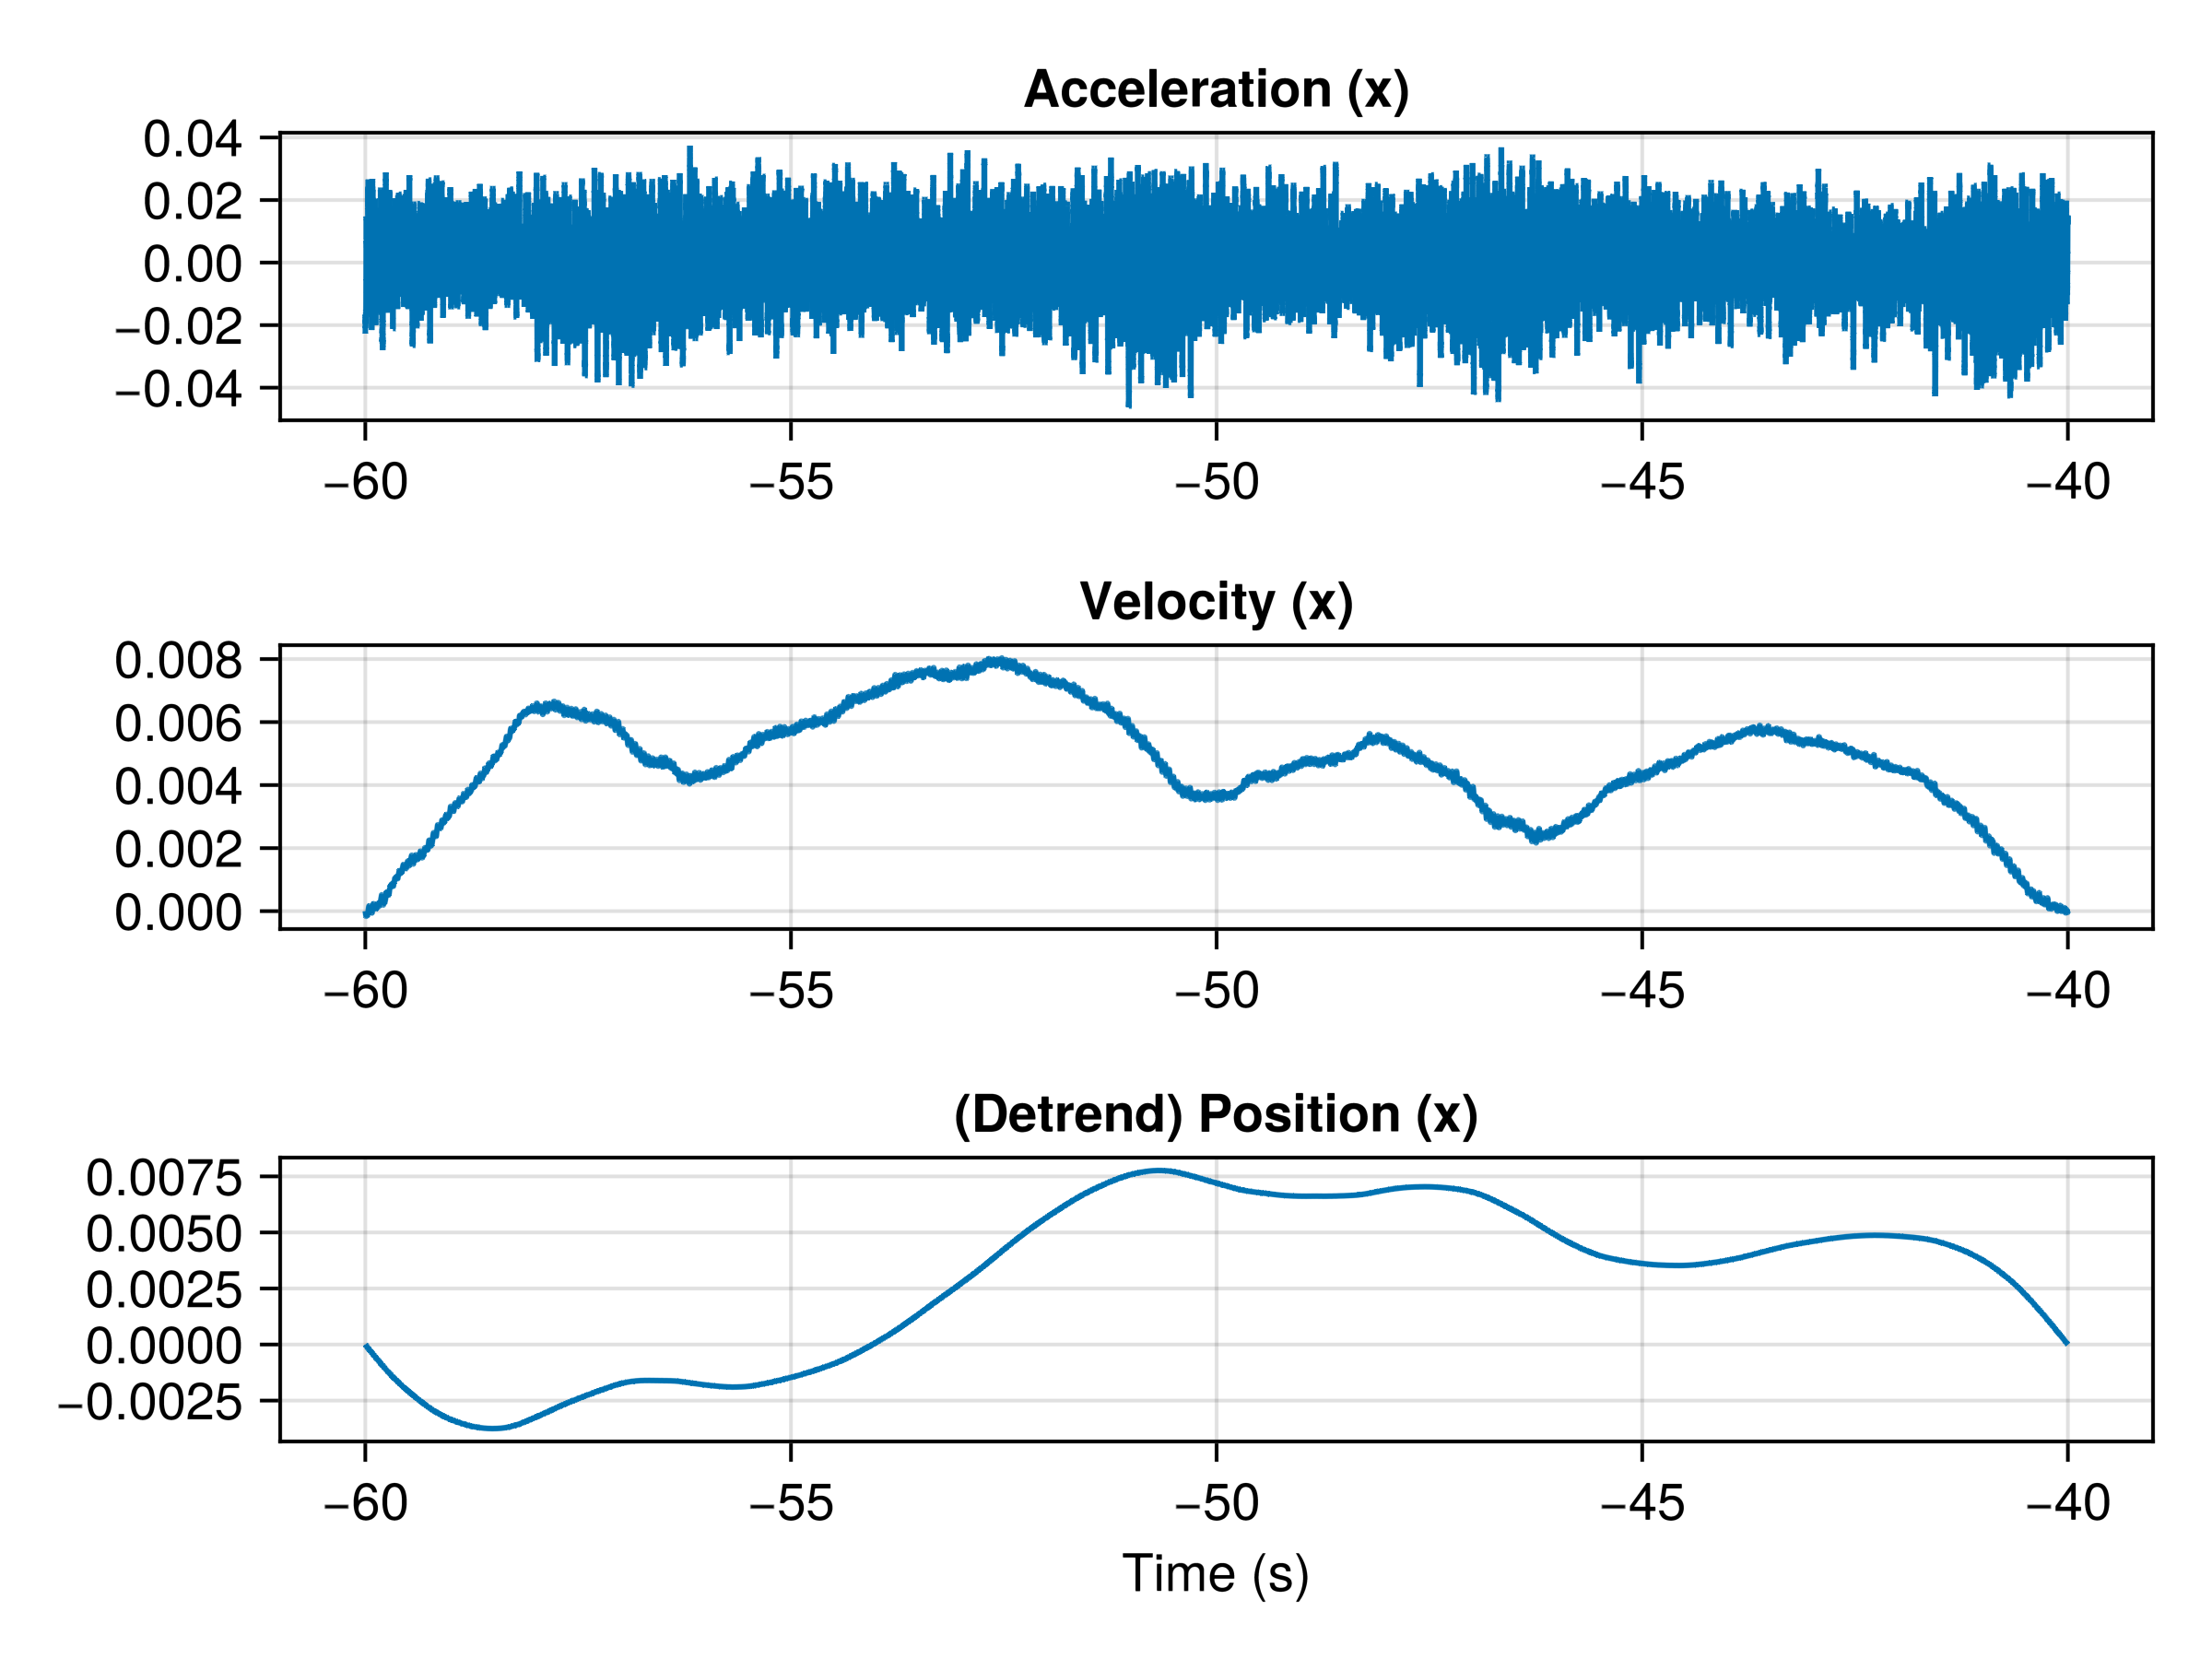 Acceleration (x)
0.04
0.02
0.00
−0.02
−0.04
−60 −55 −50 −45 −40
Velocity (x)
0.008
0.006
0.004
0.002
0.000
−60 −55 −50 −45 −40
(Detrend) Position (x)
0.0075
0.0050
0.0025
0.0000
−0.0025
−60 −55 −50 −45 −40
Time (s)